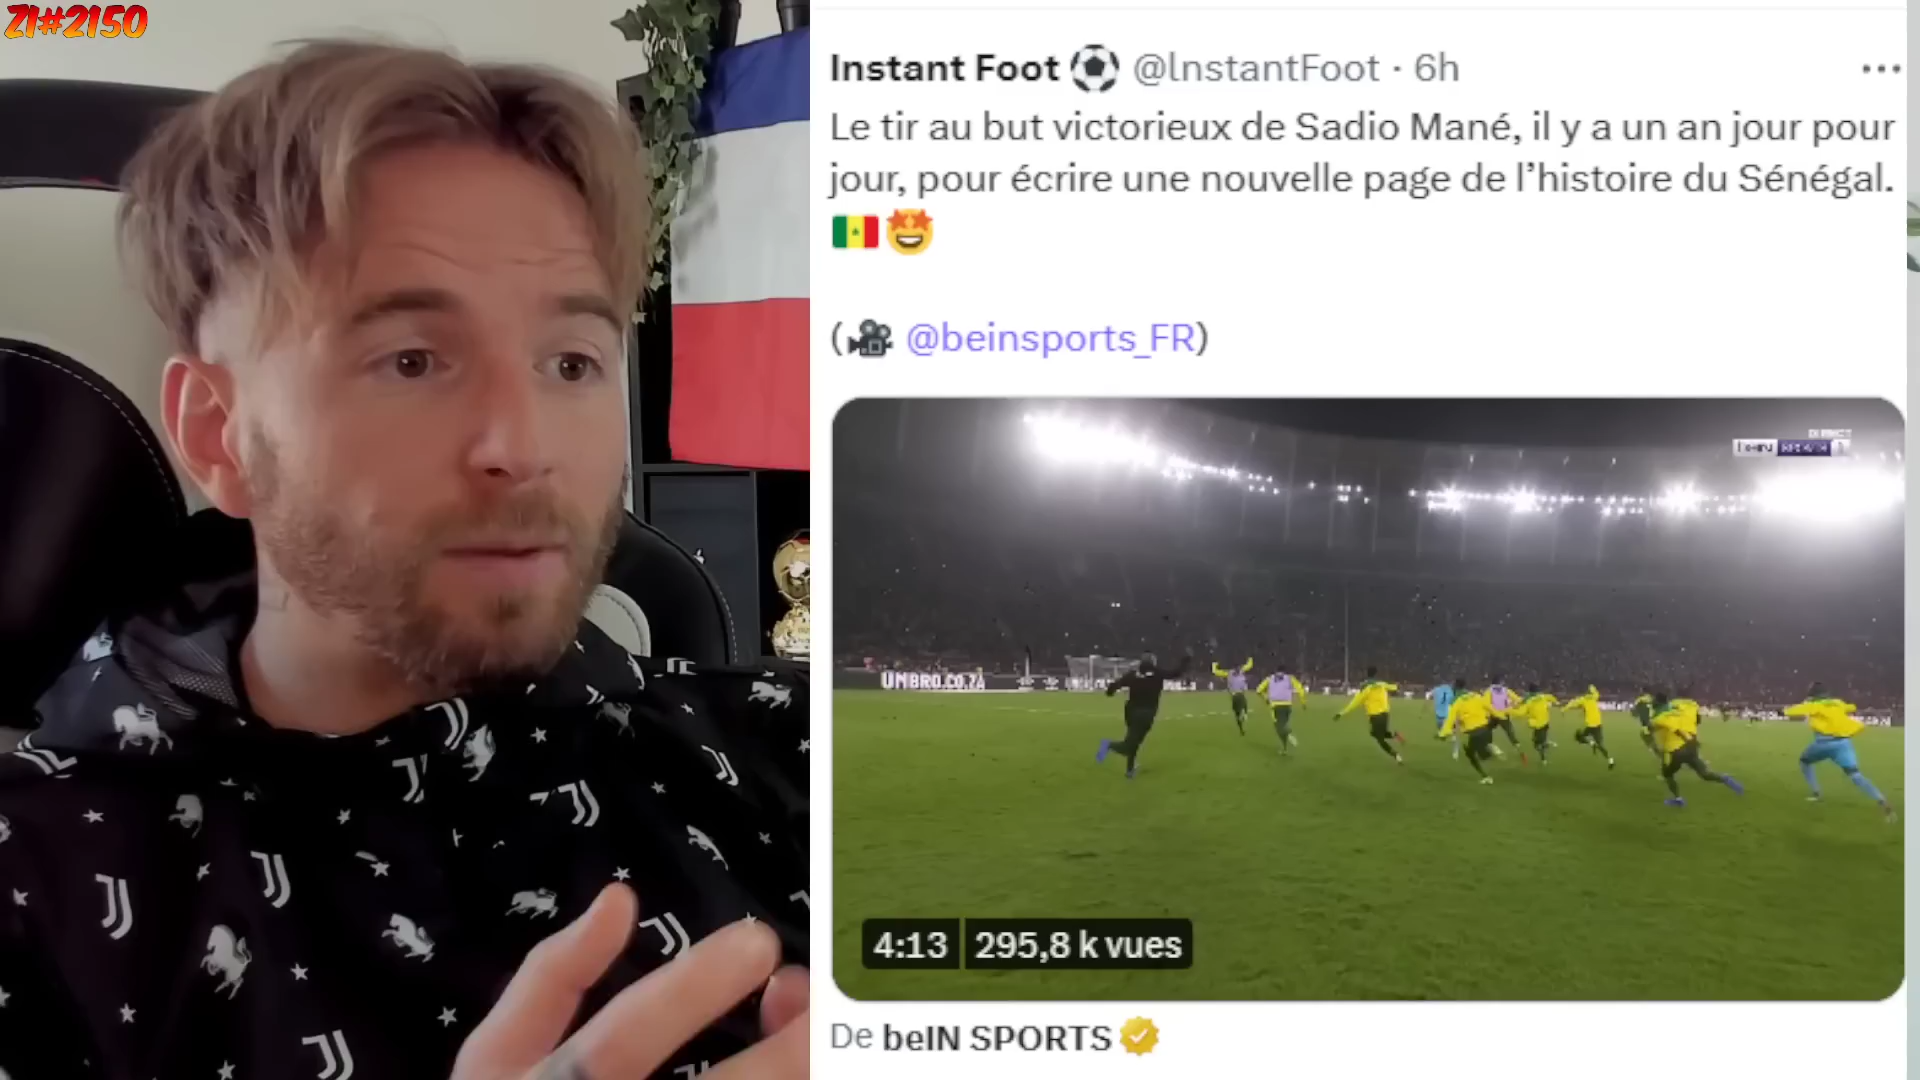 ZI#2150
Instant Foot @lnstantFoot · 6h
Le tir au but victorieux de Sadio Mané, il y a un an jour pour
jour, pour écrire une nouvelle page de l’histoire du Sénégal.
( @beinsports_FR)
UMBRO.CO.ZA
4:13 295,8 k vues
De beIN SPORTS